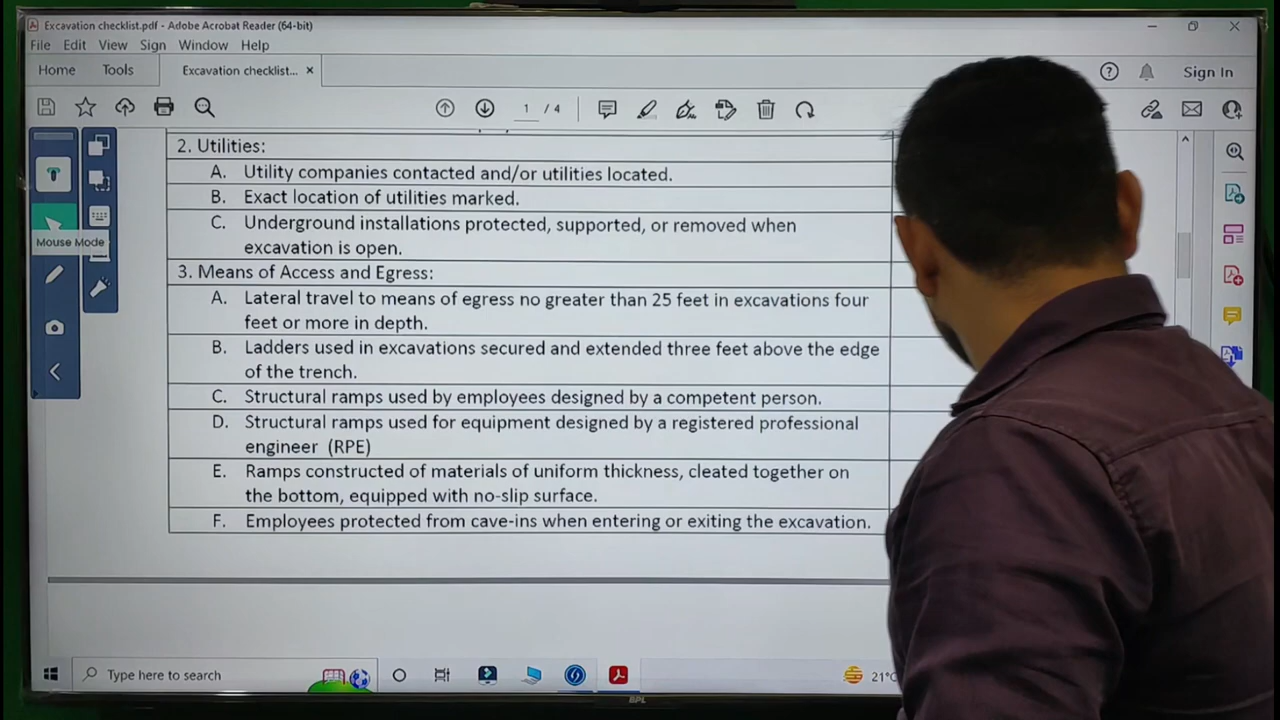 Excavation checklist.pdf - Adobe Acrobat Reader (64-bit)
File Edit View Sign Window Help
Home Tools Excavation checklist... × Sign In
1 / 4
2. Utilities:
A. Utility companies contacted and/or utilities located.
B. Exact location of utilities marked.
C. Underground installations protected, supported, or removed when
excavation is open.
Mouse Mode
3. Means of Access and Egress:
A. Lateral travel to means of egress no greater than 25 feet in excavations four
feet or more in depth.
B. Ladders used in excavations secured and extended three feet above the edge
of the trench.
C. Structural ramps used by employees designed by a competent person.
D. Structural ramps used for equipment designed by a registered professional
engineer (RPE)
E. Ramps constructed of materials of uniform thickness, cleated together on
the bottom, equipped with no-slip surface.
F. Employees protected from cave-ins when entering or exiting the excavation.
Type here to search 21°C
BPL